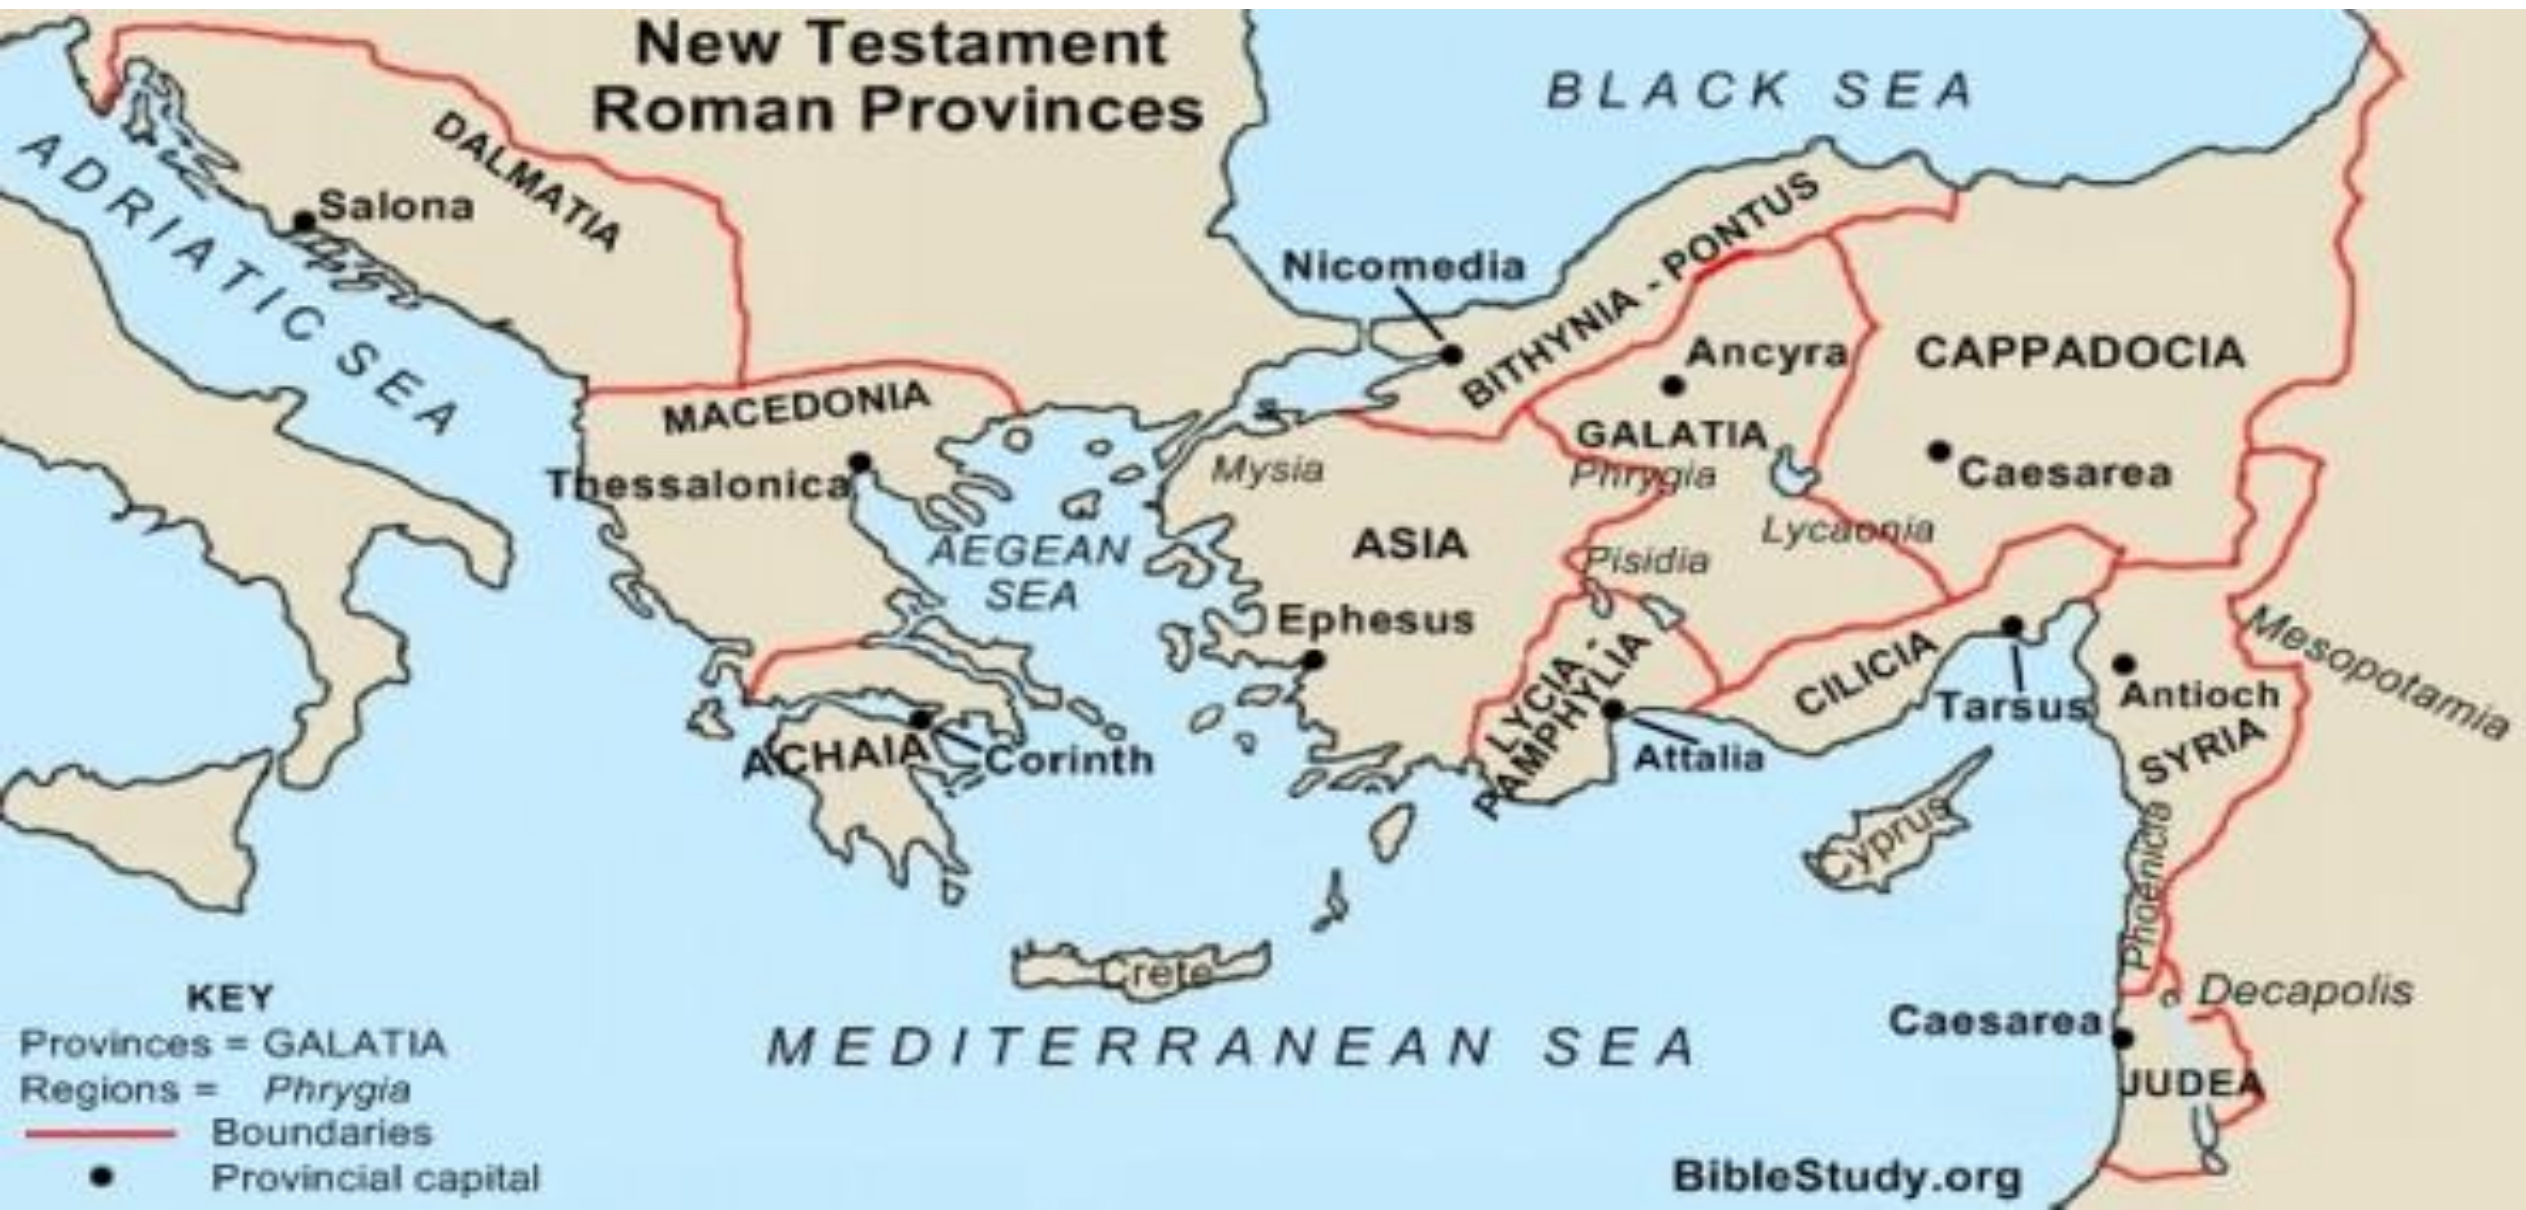 New Testament
Roman Provinces
BLACK SEA
ADRIATIC SEA
DALMATIA
Salona
Nicomedia
BITHYNIA - PONTUS
Ancyra
CAPPADOCIA
MACEDONIA
GALATIA
Thessalonica
Mysia
Phrygia
Caesarea
AEGEAN
SEA
ASIA
Lycaonia
Pisidia
Ephesus
LYCIA -
PAMPHYLIA
CILICIA
Tarsus
Antioch
Mesopotamia
SYRIA
ACHAIA
Corinth
Attalia
Cyprus
Phoenicia
Crete
Decapolis
Caesarea
MEDITERRANEAN SEA
JUDEA
KEY
Provinces = GALATIA
Regions = Phrygia
Boundaries
Provincial capital
BibleStudy.org